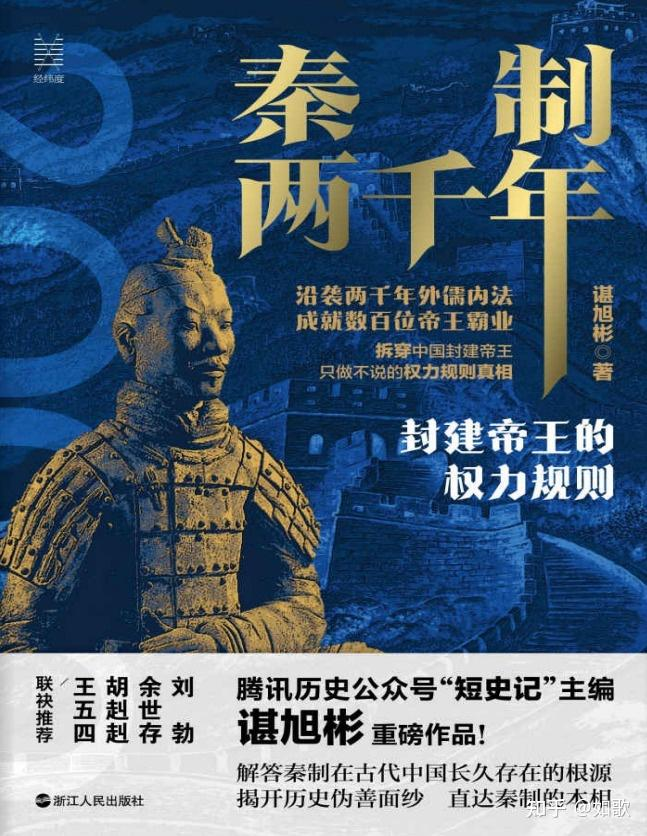 经纬度
秦制
两千年
沿袭两千年外儒内法
成就数百位帝王霸业
拆穿中国封建帝王
只做不说的权力规则真相
谌旭彬◎著
封建帝王的
权力规则
刘勃
余世存
胡赳赳
王五四
联袂推荐
腾讯历史公众号“短史记”主编
谌旭彬 重磅作品!
解答秦制在古代中国长久存在的根源
揭开历史伪善面纱 直达秦制的本相
浙江人民出版社
知乎 @如歌